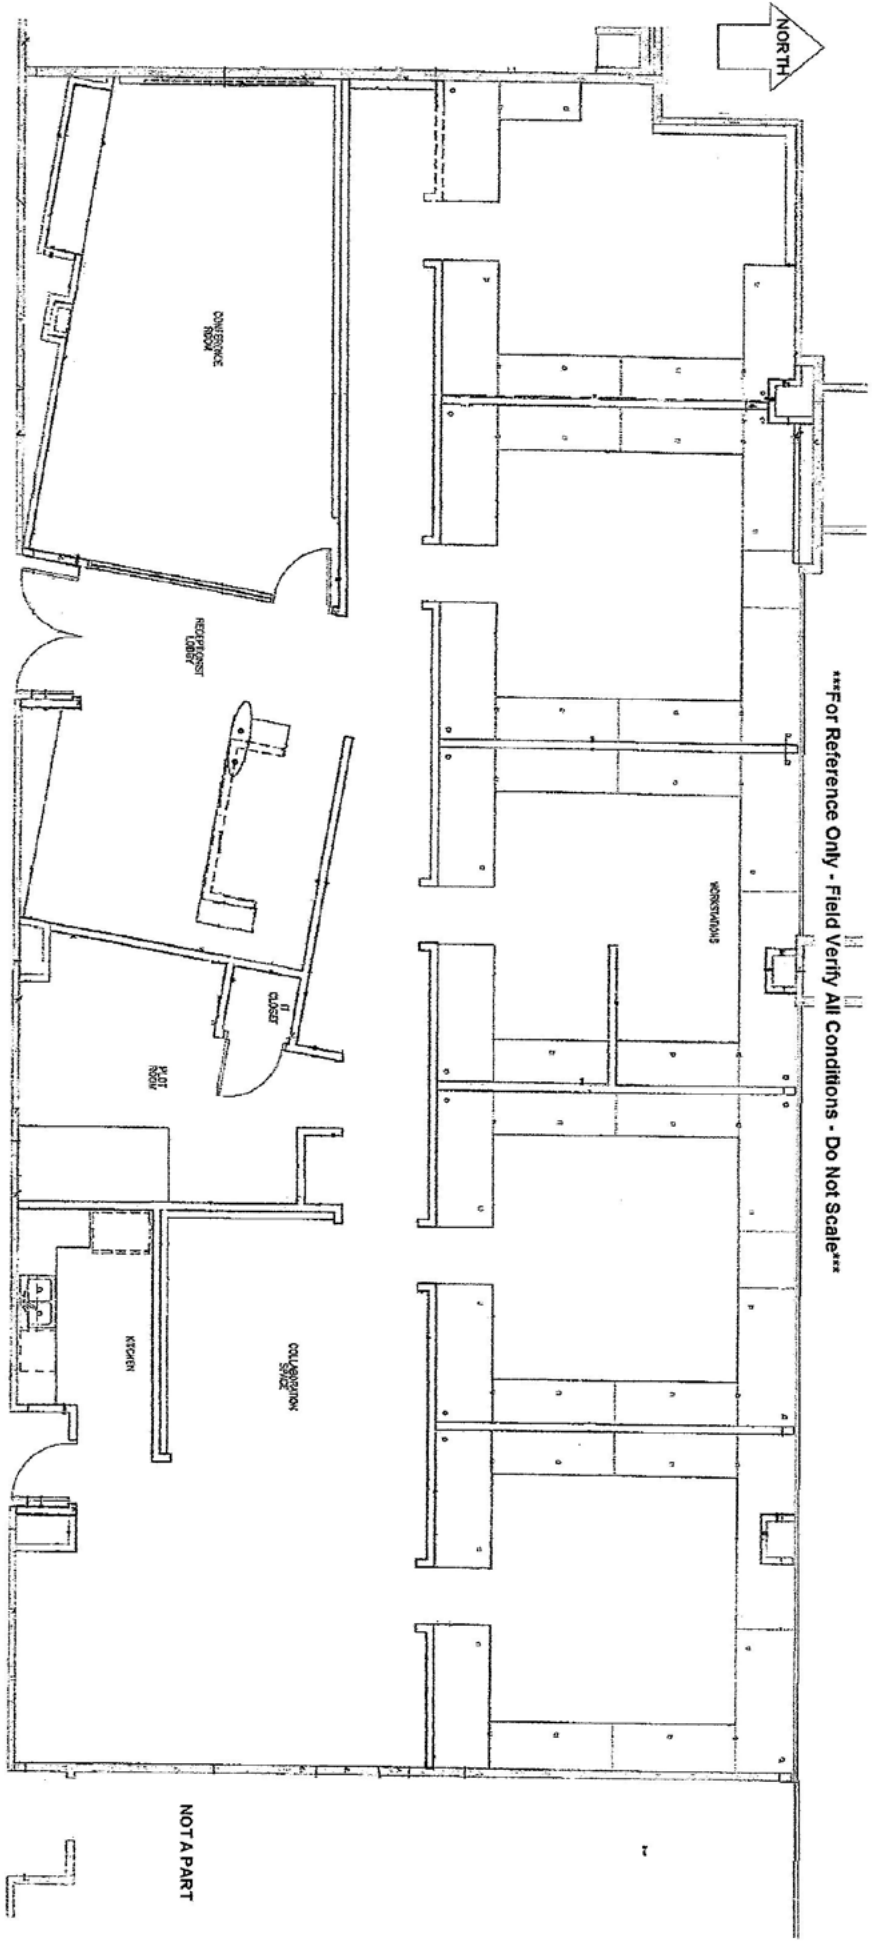 NORTH
***For Reference Only - Field Verify All Conditions - Do Not Scale***
WORKSTATIONS
CONFERENCE
ROOM
RECEPTIONIST
LOBBY
IT
CLOSET
PLOT
ROOM
COLLABORATION
SPACE
KITCHEN
NOT A PART